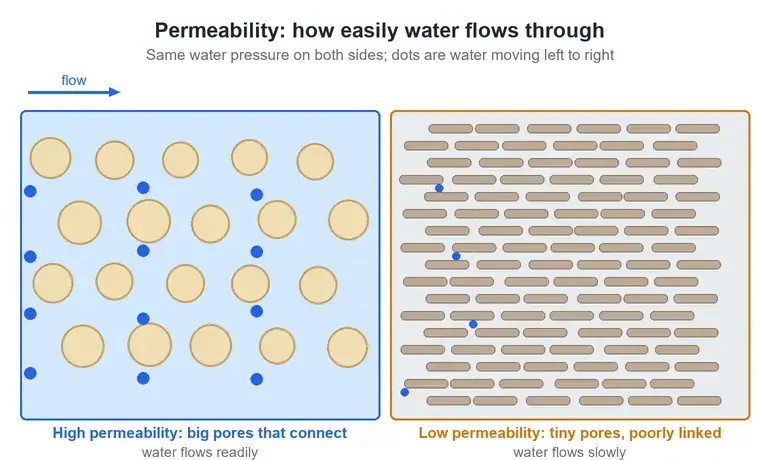 Permeability: how easily water flows through
Same water pressure on both sides; dots are water moving left to right
flow
High permeability: big pores that connect
water flows readily
Low permeability: tiny pores, poorly linked
water flows slowly